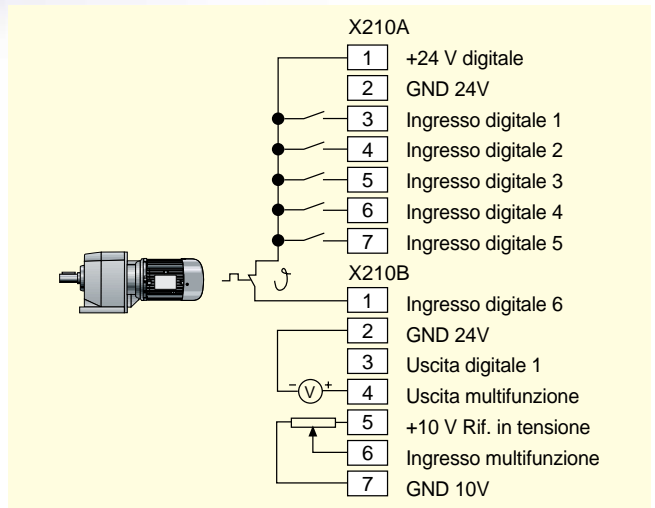 X210A
1 +24 V digitale
2 GND 24V
3 Ingresso digitale 1
4 Ingresso digitale 2
5 Ingresso digitale 3
6 Ingresso digitale 4
7 Ingresso digitale 5
X210B
ϑ
1 Ingresso digitale 6
2 GND 24V
3 Uscita digitale 1
− V + 4 Uscita multifunzione
5 +10 V Rif. in tensione
6 Ingresso multifunzione
7 GND 10V